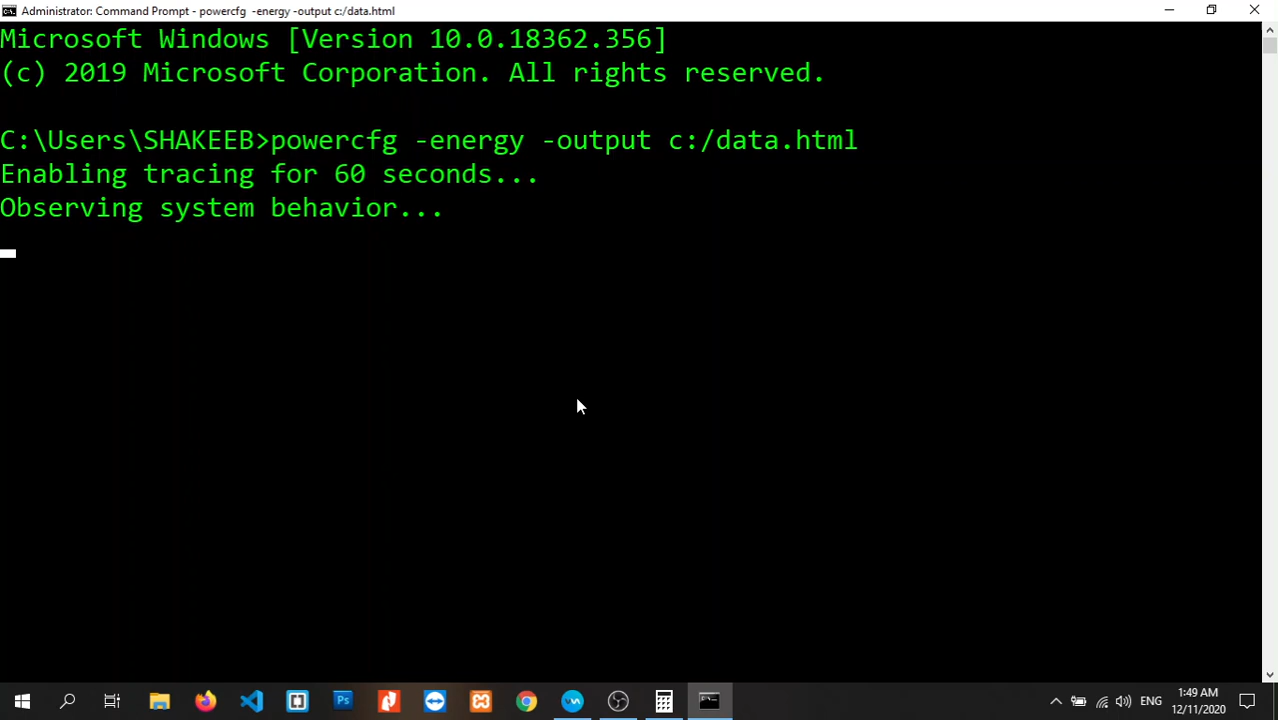 Administrator: Command Prompt - powercfg  -energy -output c:/data.html
Microsoft Windows [Version 10.0.18362.356]
(c) 2019 Microsoft Corporation. All rights reserved.
C:\Users\SHAKEEB>powercfg -energy -output c:/data.html
Enabling tracing for 60 seconds...
Observing system behavior...
Ps
ENG
1:49 AM
12/11/2020